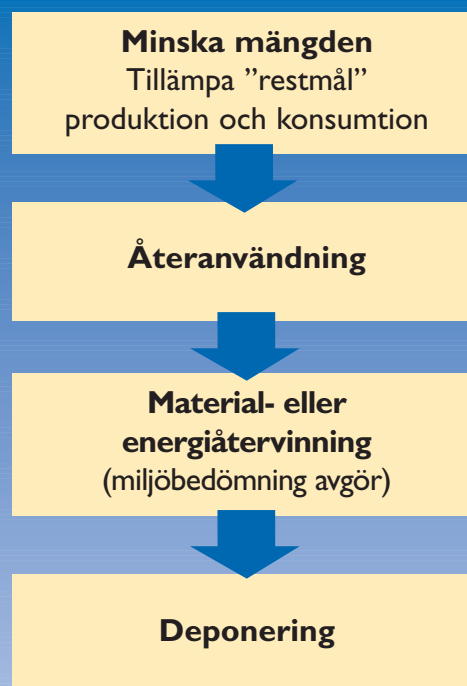 Minska mängden
Tillämpa ”restmål”
produktion och konsumtion
Återanvändning
Material- eller
energiåtervinning
(miljöbedömning avgör)
Deponering